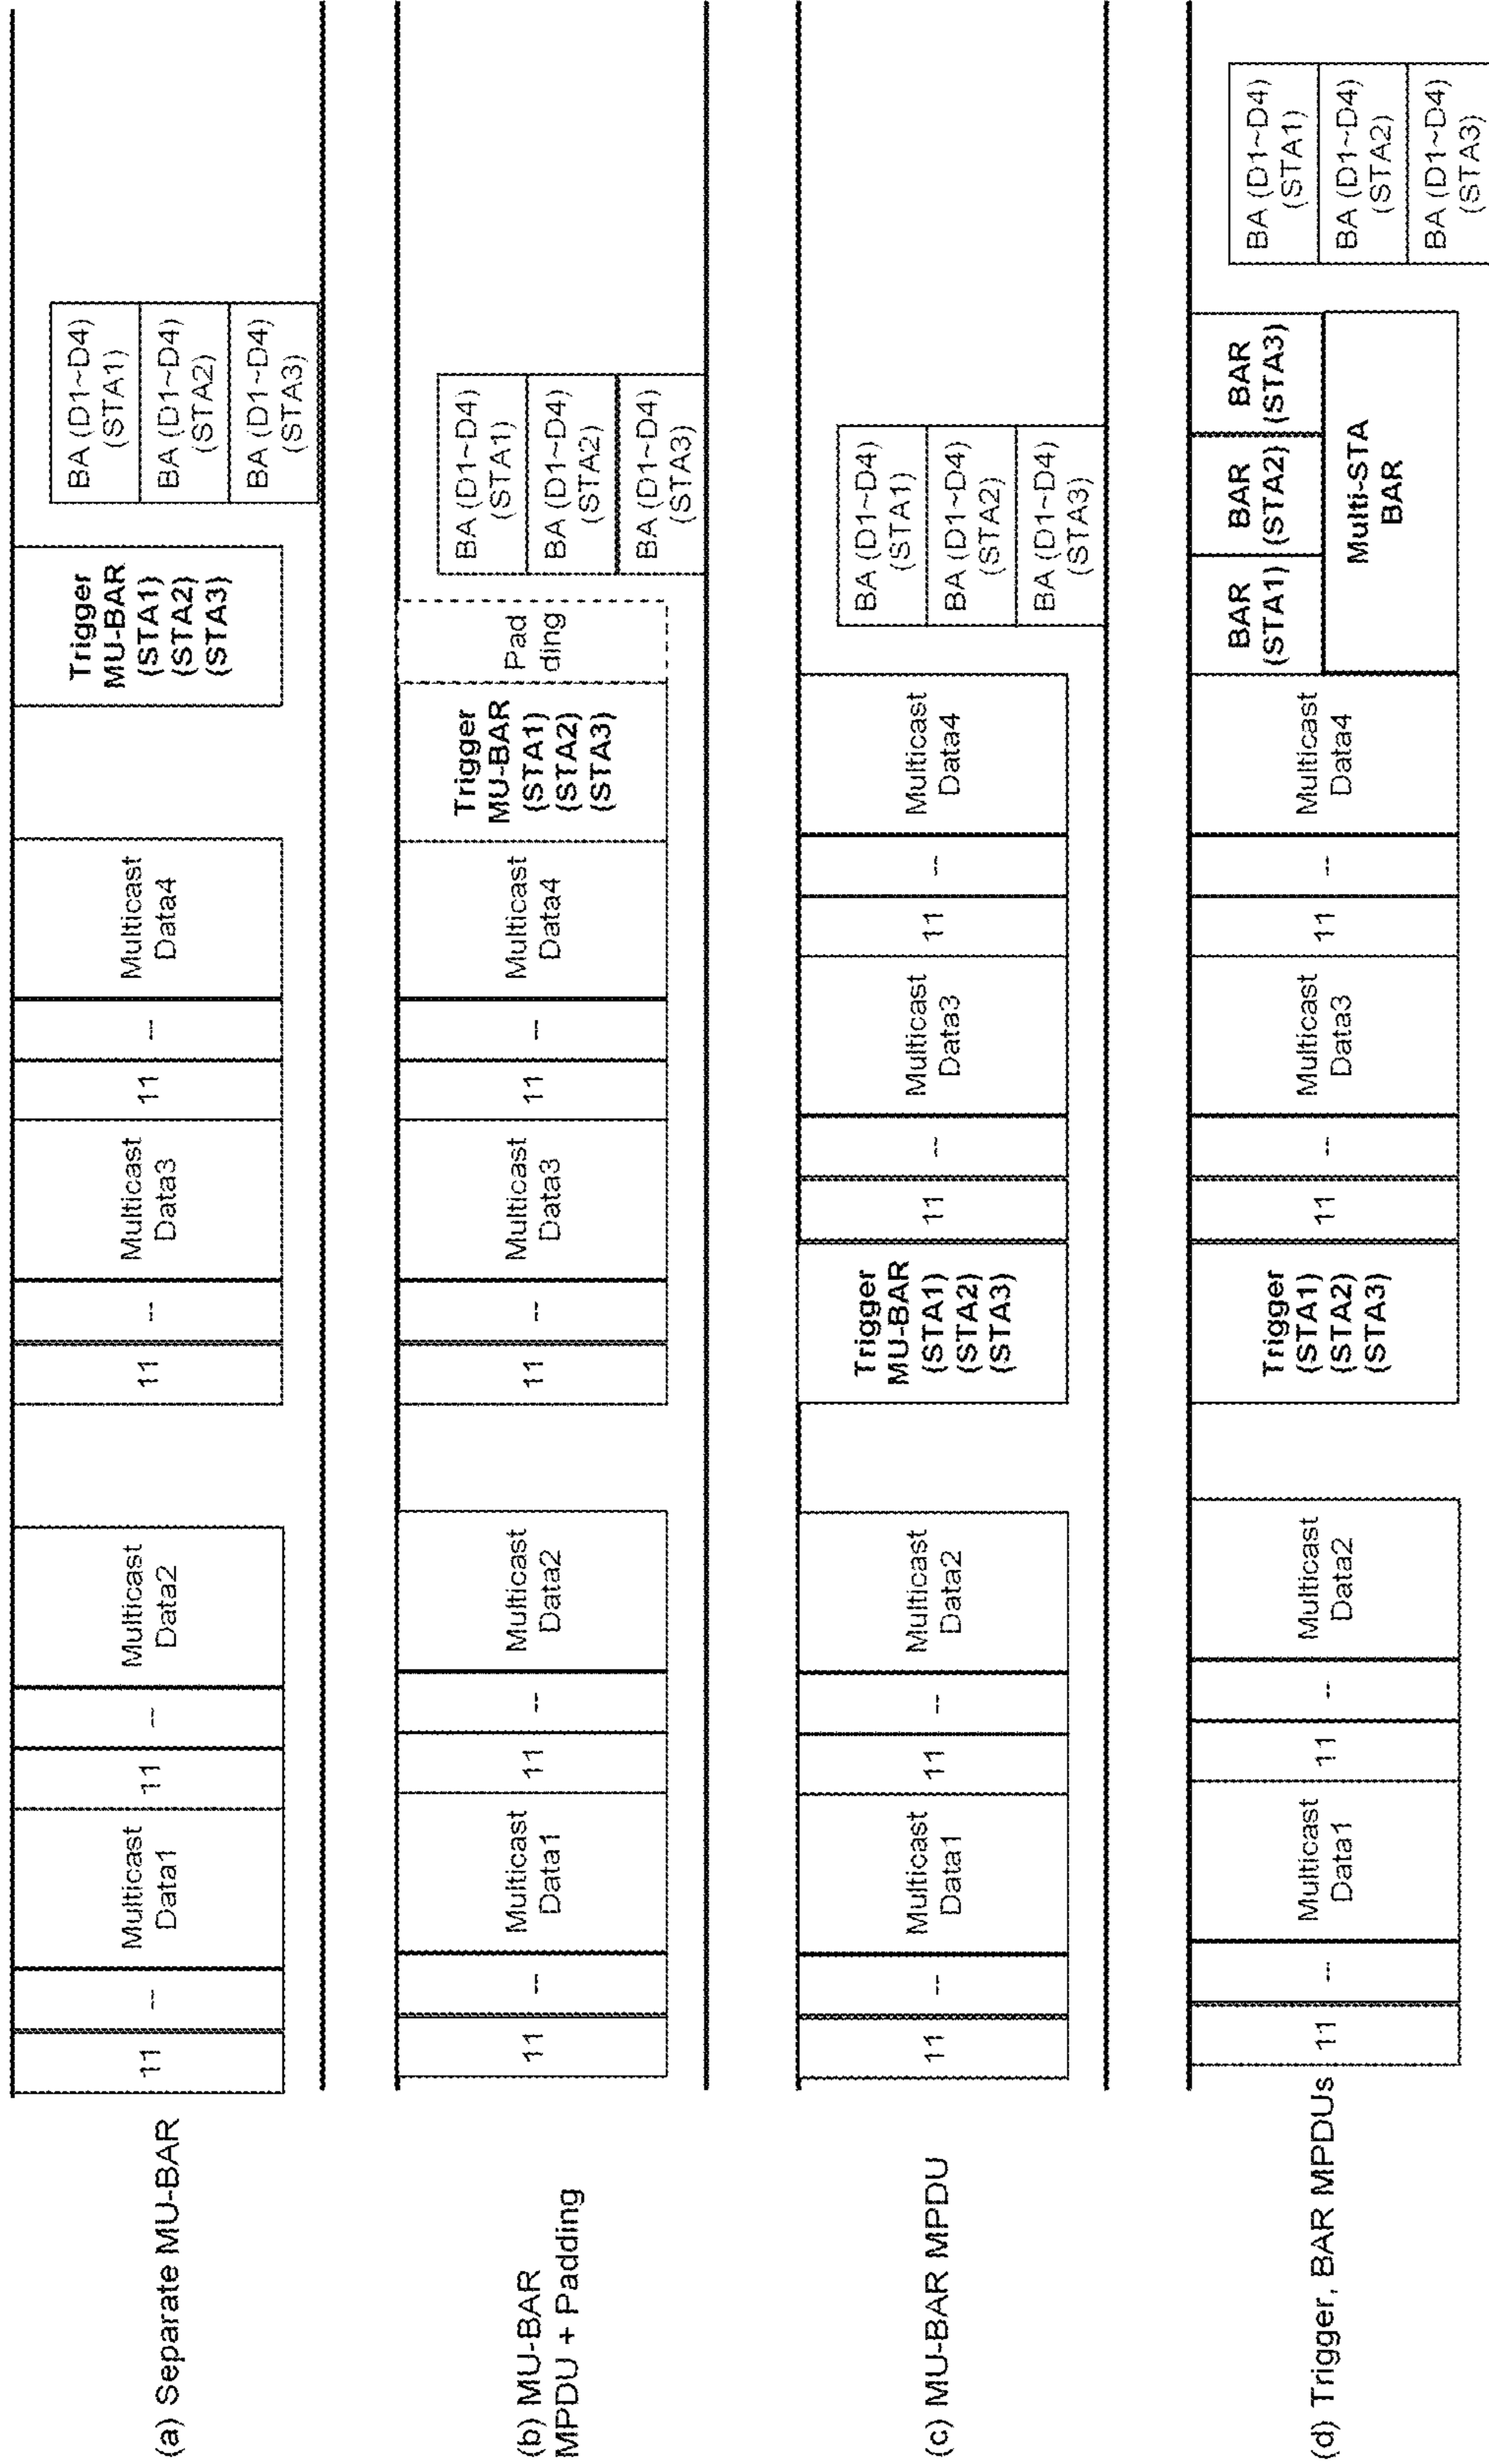 (a) Separate MU-BAR
11
--
Multicast
Data1
11
--
Multicast
Data2
11
--
Multicast
Data3
11
--
Multicast
Data4
Trigger
MU-BAR
(STA1)
(STA2)
(STA3)
BA (D1~D4)
(STA1)
BA (D1~D4)
(STA2)
BA (D1~D4)
(STA3)
(b) MU-BAR
MPDU + Padding
11
--
Multicast
Data1
11
--
Multicast
Data2
11
--
Multicast
Data3
11
--
Multicast
Data4
Trigger
MU-BAR
(STA1)
(STA2)
(STA3)
Pad
ding
BA (D1~D4)
(STA1)
BA (D1~D4)
(STA2)
BA (D1~D4)
(STA3)
(c) MU-BAR MPDU
11
--
Multicast
Data1
11
--
Multicast
Data2
Trigger
MU-BAR
(STA1)
(STA2)
(STA3)
11
--
Multicast
Data3
11
--
Multicast
Data4
BA (D1~D4)
(STA1)
BA (D1~D4)
(STA2)
BA (D1~D4)
(STA3)
(d) Trigger, BAR MPDUs
11
--
Multicast
Data1
11
--
Multicast
Data2
Trigger
(STA1)
(STA2)
(STA3)
11
--
Multicast
Data3
11
--
Multicast
Data4
BAR
(STA1)
BAR
(STA2)
BAR
(STA3)
Multi-STA
BAR
BA (D1~D4)
(STA1)
BA (D1~D4)
(STA2)
BA (D1~D4)
(STA3)